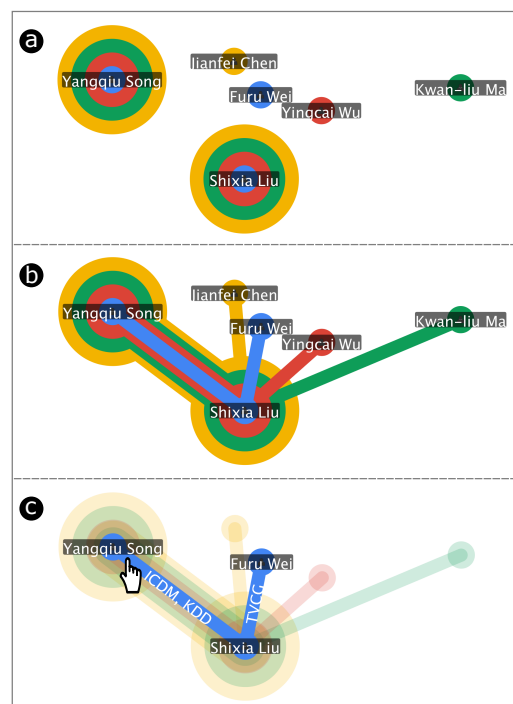 a
Jianfei Chen
Yangqiu Song
Furu Wei
Kwan-liu Ma
Yingcai Wu
Shixia Liu
b
Jianfei Chen
Yangqiu Song
Furu Wei
Kwan-liu Ma
Yingcai Wu
Shixia Liu
c
Yangqiu Song
Furu Wei
ICDM, KDD
TVCG
Shixia Liu